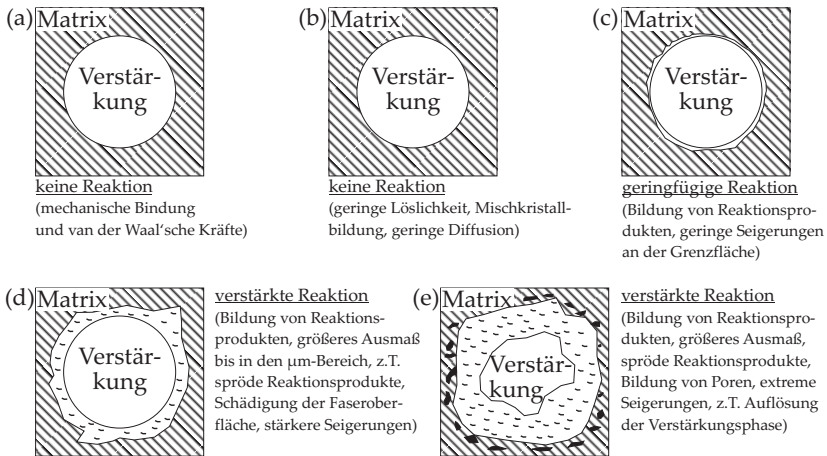 (a)
Matrix
Verstär-
kung
keine Reaktion
(mechanische Bindung
und van der Waal‘sche Kräfte)
(b)
Matrix
Verstär-
kung
keine Reaktion
(geringe Löslichkeit, Mischkristall-
bildung, geringe Diffusion)
(c)
Matrix
Verstär-
kung
geringfügige Reaktion
(Bildung von Reaktionspro-
dukten, geringe Seigerungen
an der Grenzfläche)
(d)
Matrix
Verstär-
kung
verstärkte Reaktion
(Bildung von Reaktions-
produkten, größeres Ausmaß
bis in den µm-Bereich, z.T.
spröde Reaktionsprodukte,
Schädigung der Faserober-
fläche, stärkere Seigerungen)
(e)
Matrix
Verstär-
kung
verstärkte Reaktion
(Bildung von Reaktionspro-
dukten, größeres Ausmaß,
spröde Reaktionsprodukte,
Bildung von Poren, extreme
Seigerungen, z.T. Auflösung
der Verstärkungsphase)